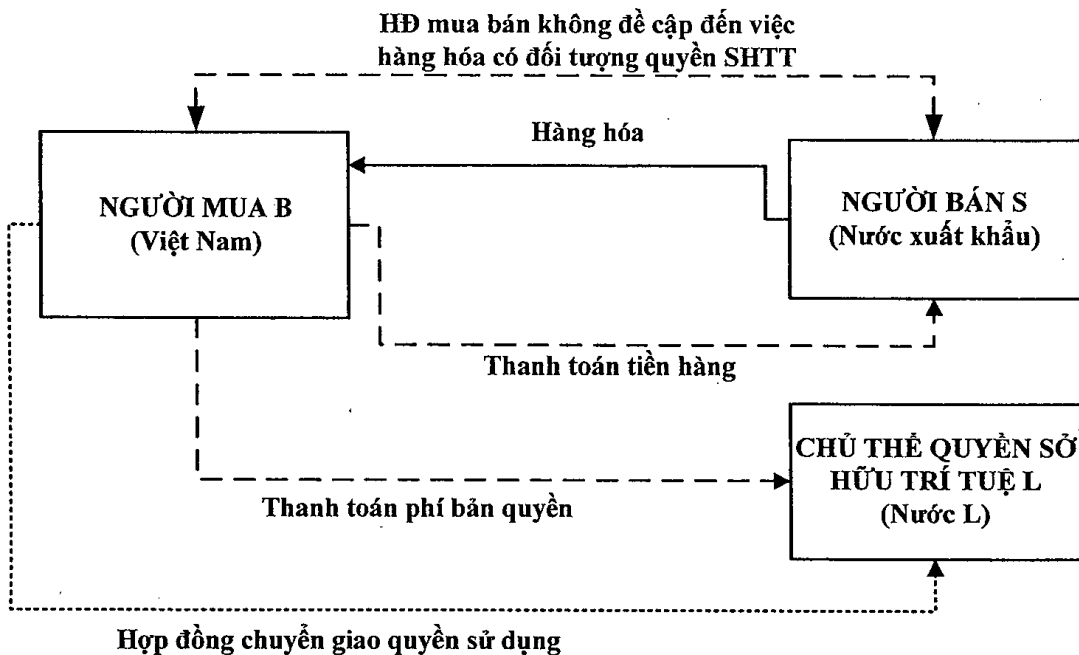 HĐ mua bán không đề cập đến việc
hàng hóa có đối tượng quyền SHTT
Hàng hóa
NGƯỜI MUA B
(Việt Nam)
NGƯỜI BÁN S
(Nước xuất khẩu)
Thanh toán tiền hàng
CHỦ THỂ QUYỀN SỞ
HỮU TRÍ TUỆ L
(Nước L)
Thanh toán phí bản quyền
Hợp đồng chuyển giao quyền sử dụng